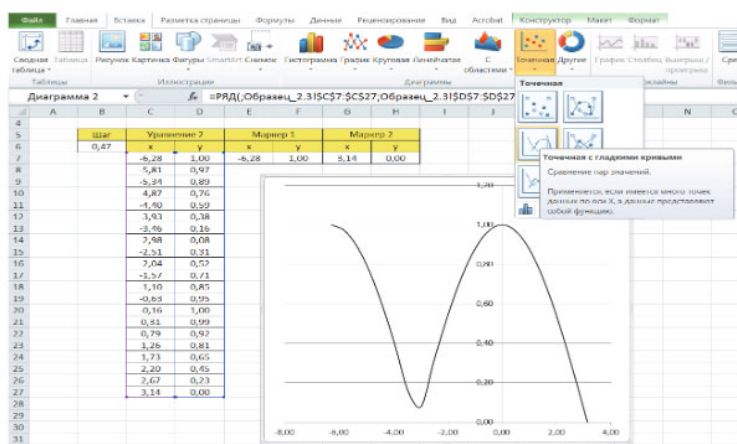 Файл Главная Вставка Разметка страницы Формулы Данные Рецензирование Вид Acrobat Конструктор Макет Формат
Сводная таблица Таблица Рисунок Картинка Фигуры SmartArt Снимок Гистограмма График Круговая Линейчатая С областями Точечная Другие График Столбец Выигрыш / проигрыш
Таблицы Иллюстрации Диаграммы
Диаграмма 2 fx =РЯД(;Образец_2.3!$C$7:$C$27;Образец_2.3!$D$7:$D$27
Точечная
A B C D E F G H I J N
4
5 Шаг Уравнение 2 Маркер 1 Маркер 2
6 0,47 x y x y x y
7 -6,28 1,00 -6,28 1,00 3,14 0,00
8 5,81 0,97
9 -5,34 0,89
10 4,87 0,76
11 -4,40 0,59
12 3,93 0,38
13 -3,46 0,16
14 2,98 0,08
15 -2,51 0,31
16 2,04 0,52
17 -1,57 0,71
18 1,10 0,85
19 -0,63 0,95
20 0,16 1,00
21 0,31 0,99
22 0,79 0,92
23 1,26 0,81
24 1,73 0,65
25 2,20 0,45
26 2,67 0,23
27 3,14 0,00
28
29
30
31
Точечная с гладкими кривыми
Сравнение пар значений.
Применяется, если имеется много точек
данных по оси X, а данные представляют
собой функцию.
1,20
1,00
0,80
0,60
0,40
0,20
0,00
-8,00 -6,00 -4,00 -2,00 0,00 2,00 4,00